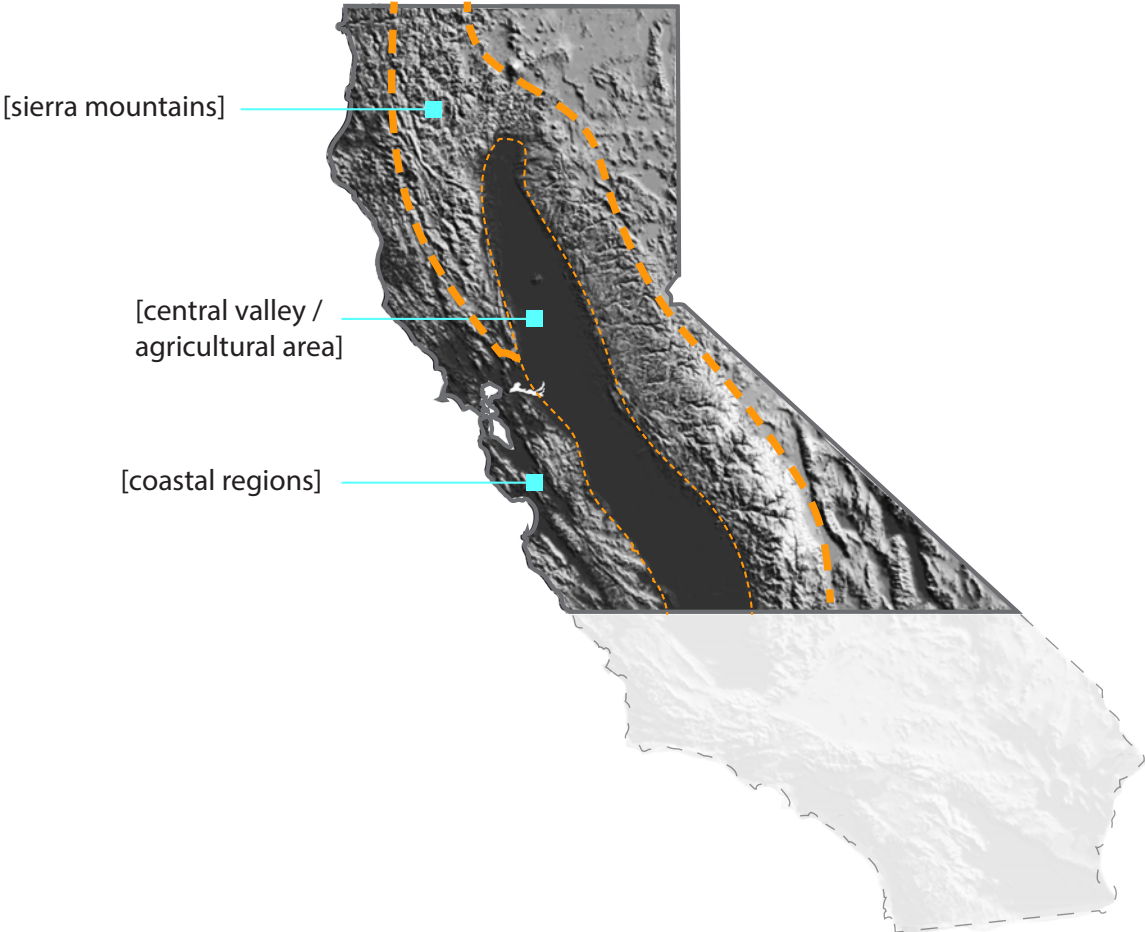 [sierra mountains]
[central valley /
agricultural area]
[coastal regions]